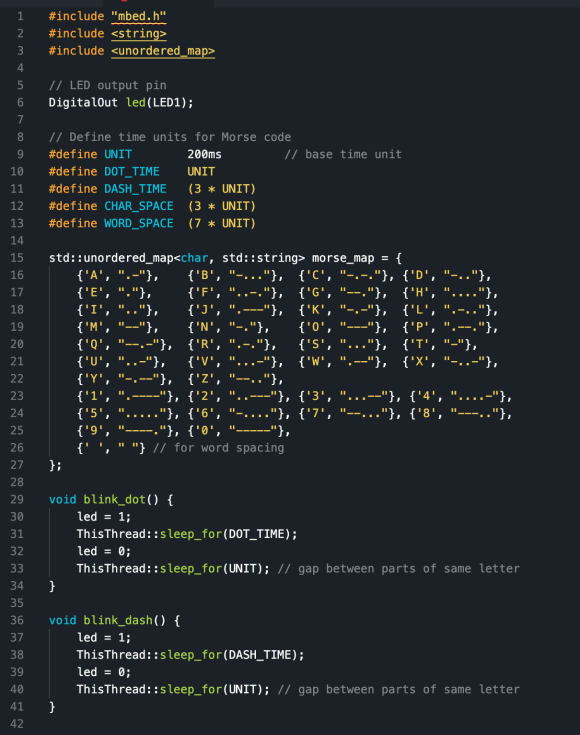 1 #include "mbed.h"
2 #include <string>
3 #include <unordered_map>
4
5 // LED output pin
6 DigitalOut led(LED1);
7
8 // Define time units for Morse code
9 #define UNIT        200ms         // base time unit
10 #define DOT_TIME    UNIT
11 #define DASH_TIME   (3 * UNIT)
12 #define CHAR_SPACE  (3 * UNIT)
13 #define WORD_SPACE  (7 * UNIT)
14
15 std::unordered_map<char, std::string> morse_map = {
16     {'A', ".-"},    {'B', "-..."},  {'C', "-.-."}, {'D', "-.."},
17     {'E', "."},     {'F', "..-."},  {'G', "--."},  {'H', "...."},
18     {'I', ".."},    {'J', ".---"},  {'K', "-.-"},  {'L', ".-.."},
19     {'M', "--"},    {'N', "-."},    {'O', "---"},  {'P', ".--."},
20     {'Q', "--.-"},  {'R', ".-."},   {'S', "..."},  {'T', "-"},
21     {'U', "..-"},   {'V', "...-"},  {'W', ".--"},  {'X', "-..-"},
22     {'Y', "-.--"},  {'Z', "--.."},
23     {'1', ".----"}, {'2', "..---"}, {'3', "...--"}, {'4', "....-"},
24     {'5', "....."}, {'6', "-...."}, {'7', "--..."}, {'8', "---.."},
25     {'9', "----."}, {'0', "-----"},
26     {' ', " "} // for word spacing
27 };
28
29 void blink_dot() {
30     led = 1;
31     ThisThread::sleep_for(DOT_TIME);
32     led = 0;
33     ThisThread::sleep_for(UNIT); // gap between parts of same letter
34 }
35
36 void blink_dash() {
37     led = 1;
38     ThisThread::sleep_for(DASH_TIME);
39     led = 0;
40     ThisThread::sleep_for(UNIT); // gap between parts of same letter
41 }
42